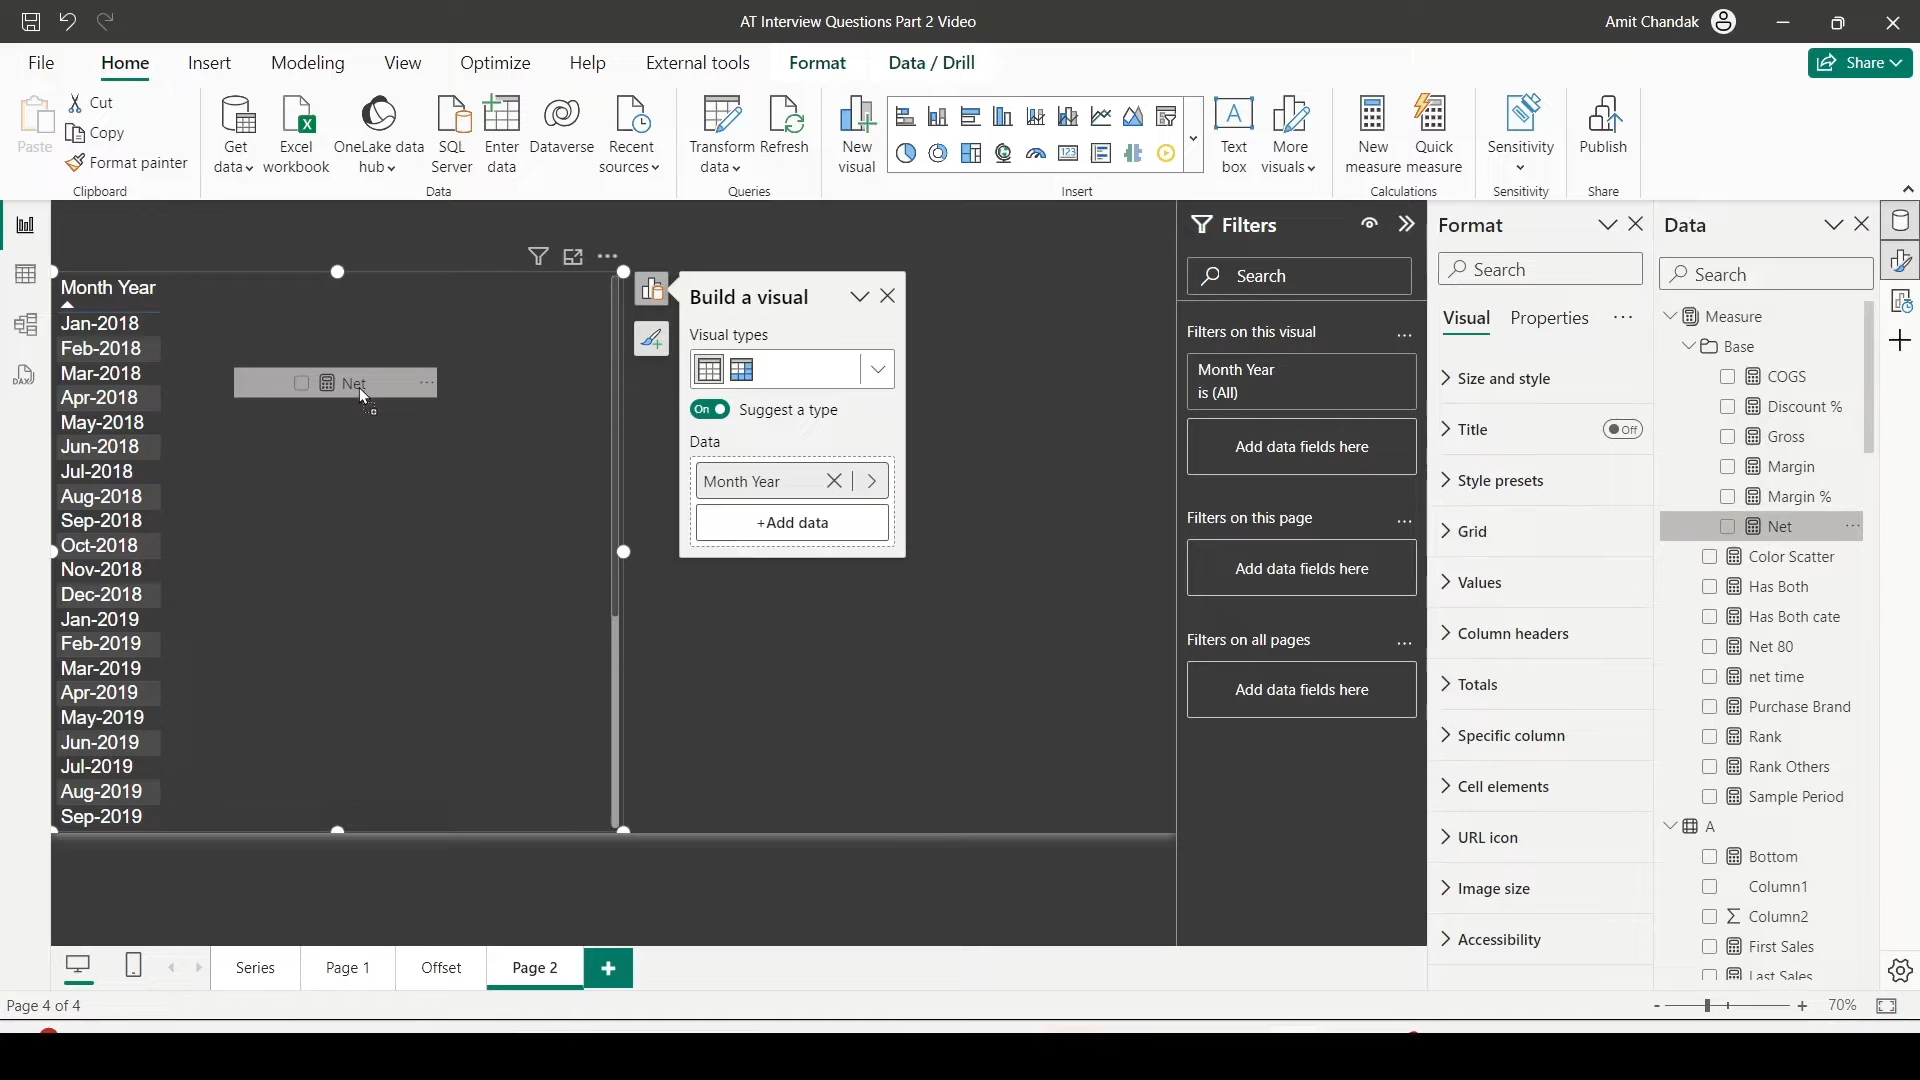 AT Interview Questions Part 2 Video
Amit Chandak
File
Home
Insert
Modeling
View
Optimize
Help
External tools
Format
Data / Drill
Share
Paste
Cut
Copy
Format painter
Clipboard
Get data
Excel workbook
OneLake data hub
SQL Server
Enter data
Dataverse
Recent sources
Data
Transform data
Refresh
Queries
New visual
Text box
More visuals
Insert
New measure
Quick measure
Calculations
Sensitivity
Sensitivity
Publish
Share
Month Year
Jan-2018
Feb-2018
Mar-2018
Apr-2018
May-2018
Jun-2018
Jul-2018
Aug-2018
Sep-2018
Oct-2018
Nov-2018
Dec-2018
Jan-2019
Feb-2019
Mar-2019
Apr-2019
May-2019
Jun-2019
Jul-2019
Aug-2019
Sep-2019
Net
Build a visual
Visual types
On
Suggest a type
Data
Month Year
+Add data
Filters
Search
Filters on this visual
Month Year
is (All)
Add data fields here
Filters on this page
Add data fields here
Filters on all pages
Add data fields here
Format
Search
Visual
Properties
Size and style
Title
Off
Style presets
Grid
Values
Column headers
Totals
Specific column
Cell elements
URL icon
Image size
Accessibility
Data
Search
Measure
Base
COGS
Discount %
Gross
Margin
Margin %
Net
Color Scatter
Has Both
Has Both cate
Net 80
net time
Purchase Brand
Rank
Rank Others
Sample Period
A
Bottom
Column1
Column2
First Sales
Last Sales
Series
Page 1
Offset
Page 2
Page 4 of 4
70%